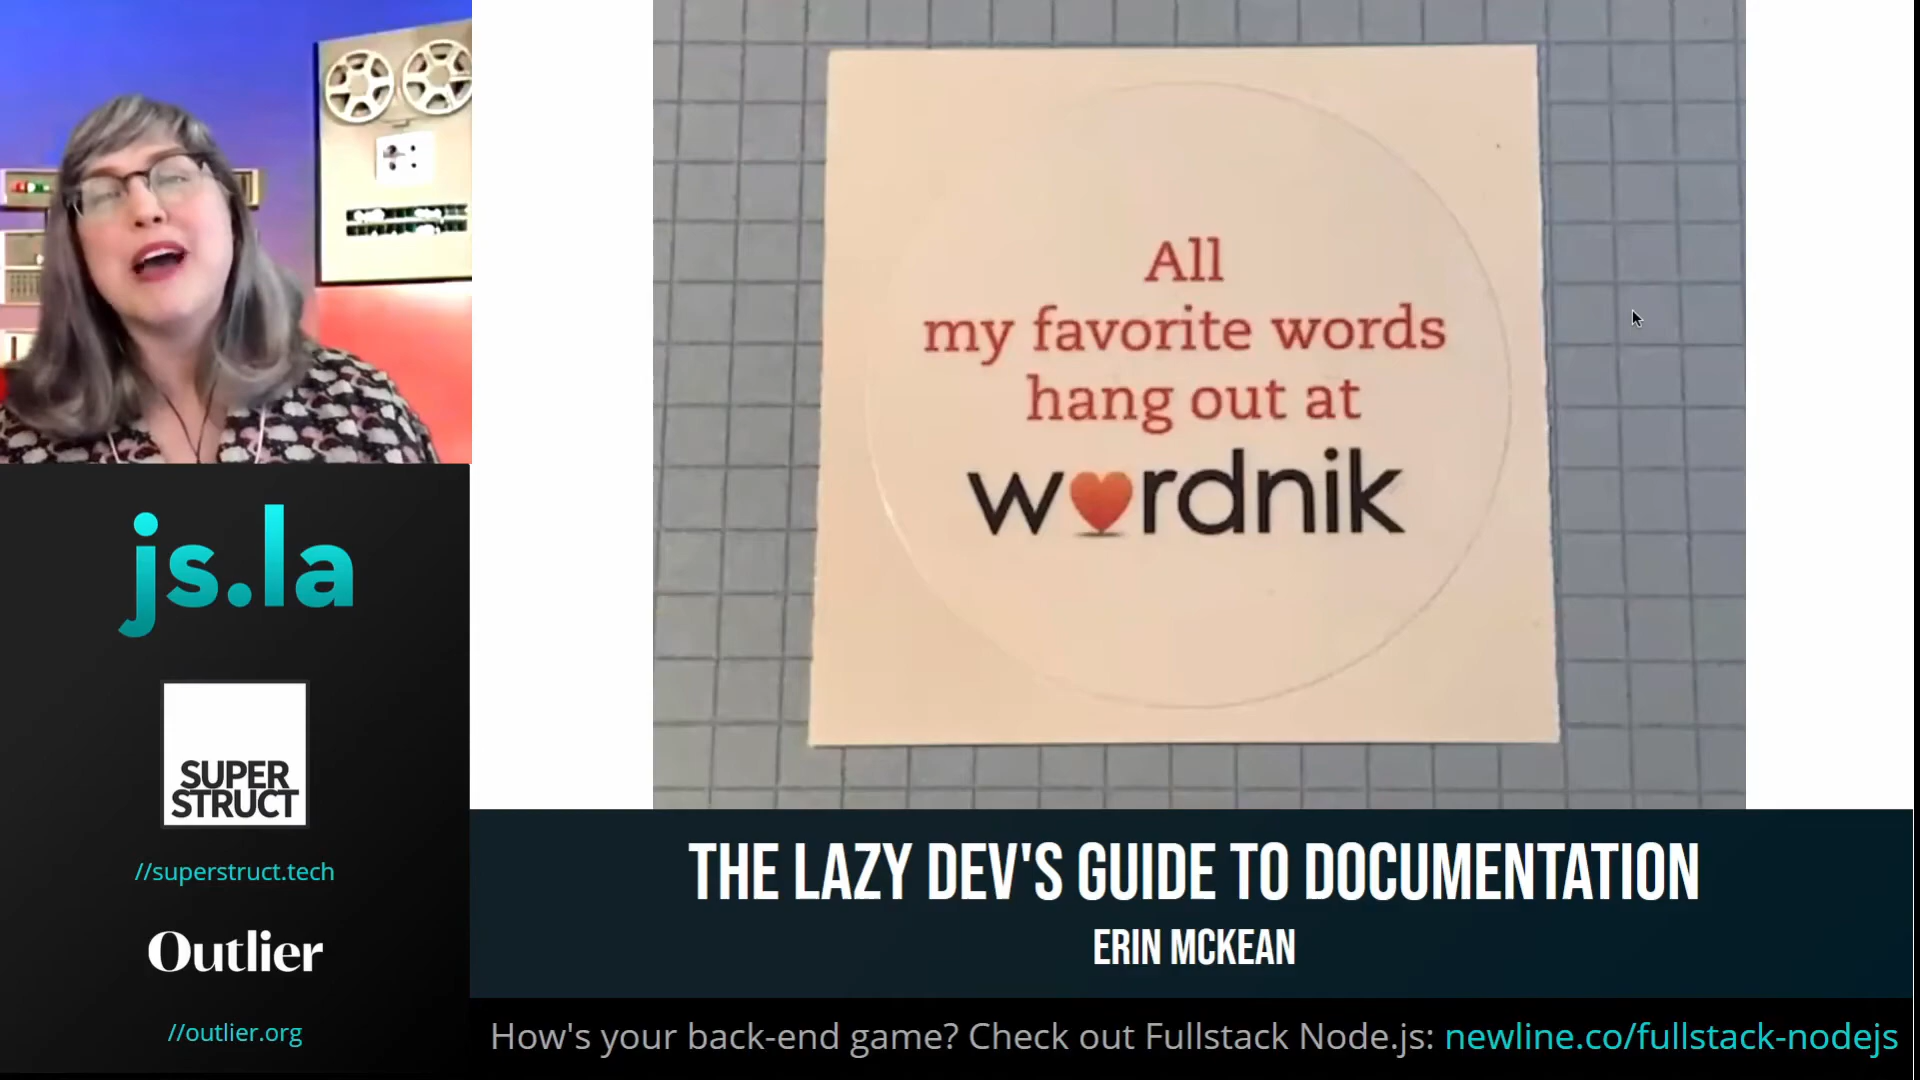 All
my favorite words
hang out at
wordnik
js.la
SUPER
STRUCT
//superstruct.tech
Outlier
//outlier.org
THE LAZY DEV'S GUIDE TO DOCUMENTATION
ERIN MCKEAN
How's your back-end game? Check out Fullstack Node.js: newline.co/fullstack-nodejs